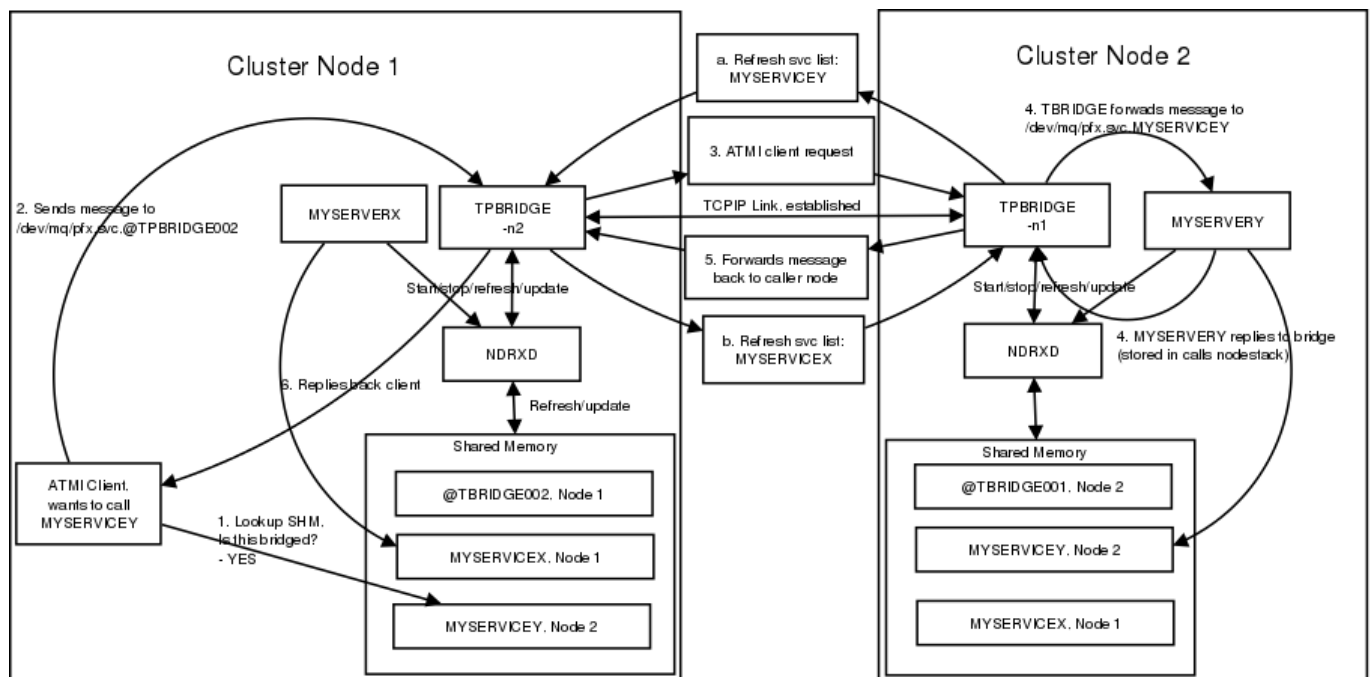 Cluster Node 1
Cluster Node 2
a. Refresh svc list:
MYSERVICEY
4. TBRIDGE forwads message to
/dev/mq/pfx.svc.MYSERVICEY
3. ATMI client request
2. Sends message to
/dev/mq/pfx.svc.@TPBRIDGE002
MYSERVERX
TPBRIDGE
-n2
TCPIP Link. established
TPBRIDGE
-n1
MYSERVERY
5. Forwards message
back to caller node
Start/stop/refresh/update
Start/stop/refresh/update
NDRXD
b. Refresh svc list:
MYSERVICEX
NDRXD
4. MYSERVERY replies to bridge
(stored in calls nodestack)
6. Replies back client
Refresh/update
Shared Memory
@TBRIDGE002. Node 1
MYSERVICEX. Node 1
MYSERVICEY. Node 2
ATMI Client.
wants to call
MYSERVICEY
1. Lookup SHM.
Is this bridged?
- YES
Shared Memory
@TBRIDGE001. Node 2
MYSERVICEY. Node 2
MYSERVICEX. Node 1